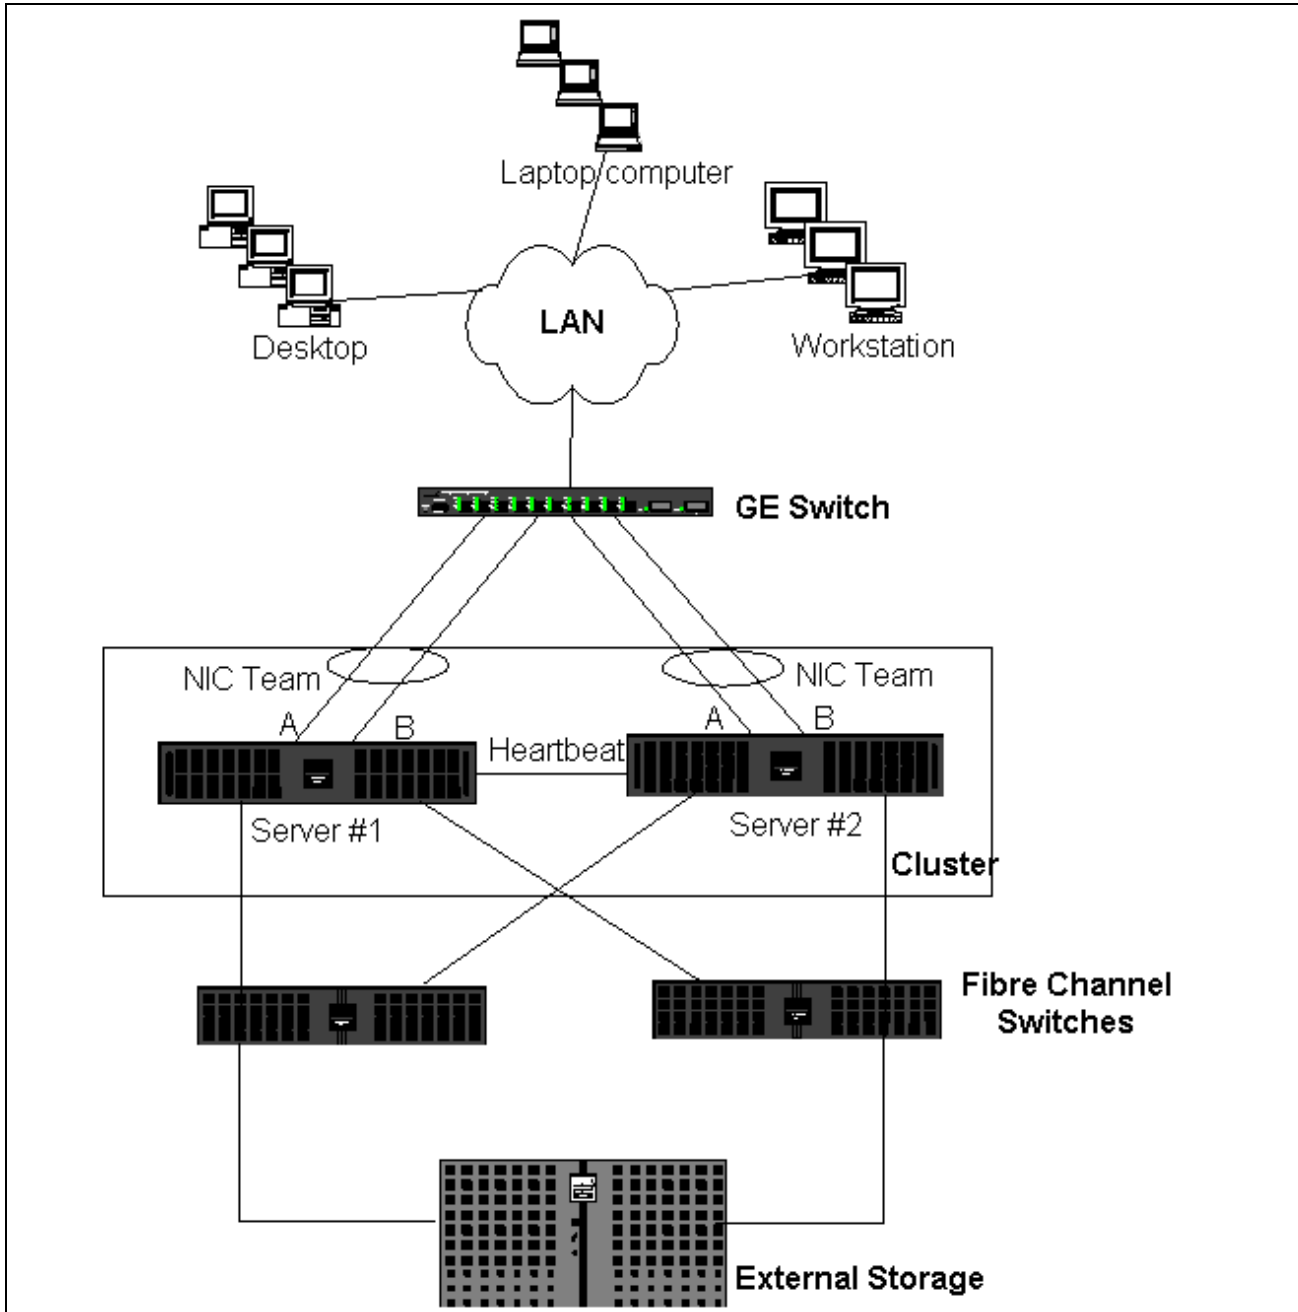 Laptop computer
Desktop
LAN
Workstation
GE Switch
NIC Team
NIC Team
A
B
A
B
Heartbeat
Server #1
Server #2
Cluster
Fibre Channel
Switches
External Storage